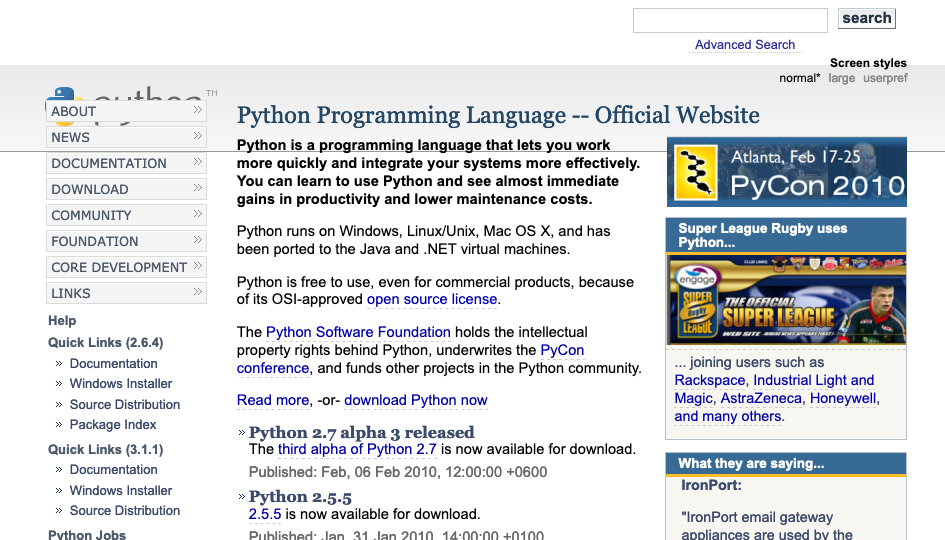 search
Advanced Search
Screen styles
normal* large userpref
TM
ABOUT
NEWS
DOCUMENTATION
DOWNLOAD
COMMUNITY
FOUNDATION
CORE DEVELOPMENT
LINKS
Help
Quick Links (2.6.4)
» Documentation
» Windows Installer
» Source Distribution
» Package Index
Quick Links (3.1.1)
» Documentation
» Windows Installer
» Source Distribution
Python Jobs
Python Programming Language -- Official Website
Python is a programming language that lets you work
more quickly and integrate your systems more effectively.
You can learn to use Python and see almost immediate
gains in productivity and lower maintenance costs.
Python runs on Windows, Linux/Unix, Mac OS X, and has
been ported to the Java and .NET virtual machines.
Python is free to use, even for commercial products, because
of its OSI-approved open source license.
The Python Software Foundation holds the intellectual
property rights behind Python, underwrites the PyCon
conference, and funds other projects in the Python community.
Read more, -or- download Python now
» Python 2.7 alpha 3 released
The third alpha of Python 2.7 is now available for download.
Published: Feb, 06 Feb 2010, 12:00:00 +0600
» Python 2.5.5
2.5.5 is now available for download.
Published: Jan, 31 Jan 2010, 14:00:00 +0100
Atlanta, Feb 17-25
PyCon 2010
Super League Rugby uses
Python...
CLUB LINKS
engage
SUPER
Rugby
LEAGUE
THE OFFICIAL
SUPER LEAGUE
WEB SITE
... joining users such as
Rackspace, Industrial Light and
Magic, AstraZeneca, Honeywell,
and many others.
What they are saying...
IronPort:
"IronPort email gateway
appliances are used by the